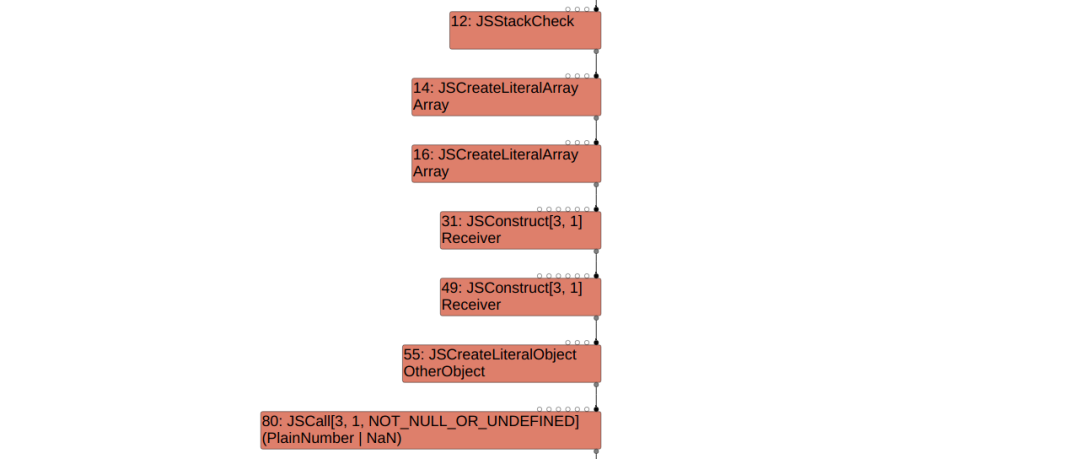 12: JSStackCheck
14: JSCreateLiteralArray
Array
16: JSCreateLiteralArray
Array
31: JSConstruct[3, 1]
Receiver
49: JSConstruct[3, 1]
Receiver
55: JSCreateLiteralObject
OtherObject
80: JSCall[3, 1, NOT_NULL_OR_UNDEFINED]
(PlainNumber | NaN)